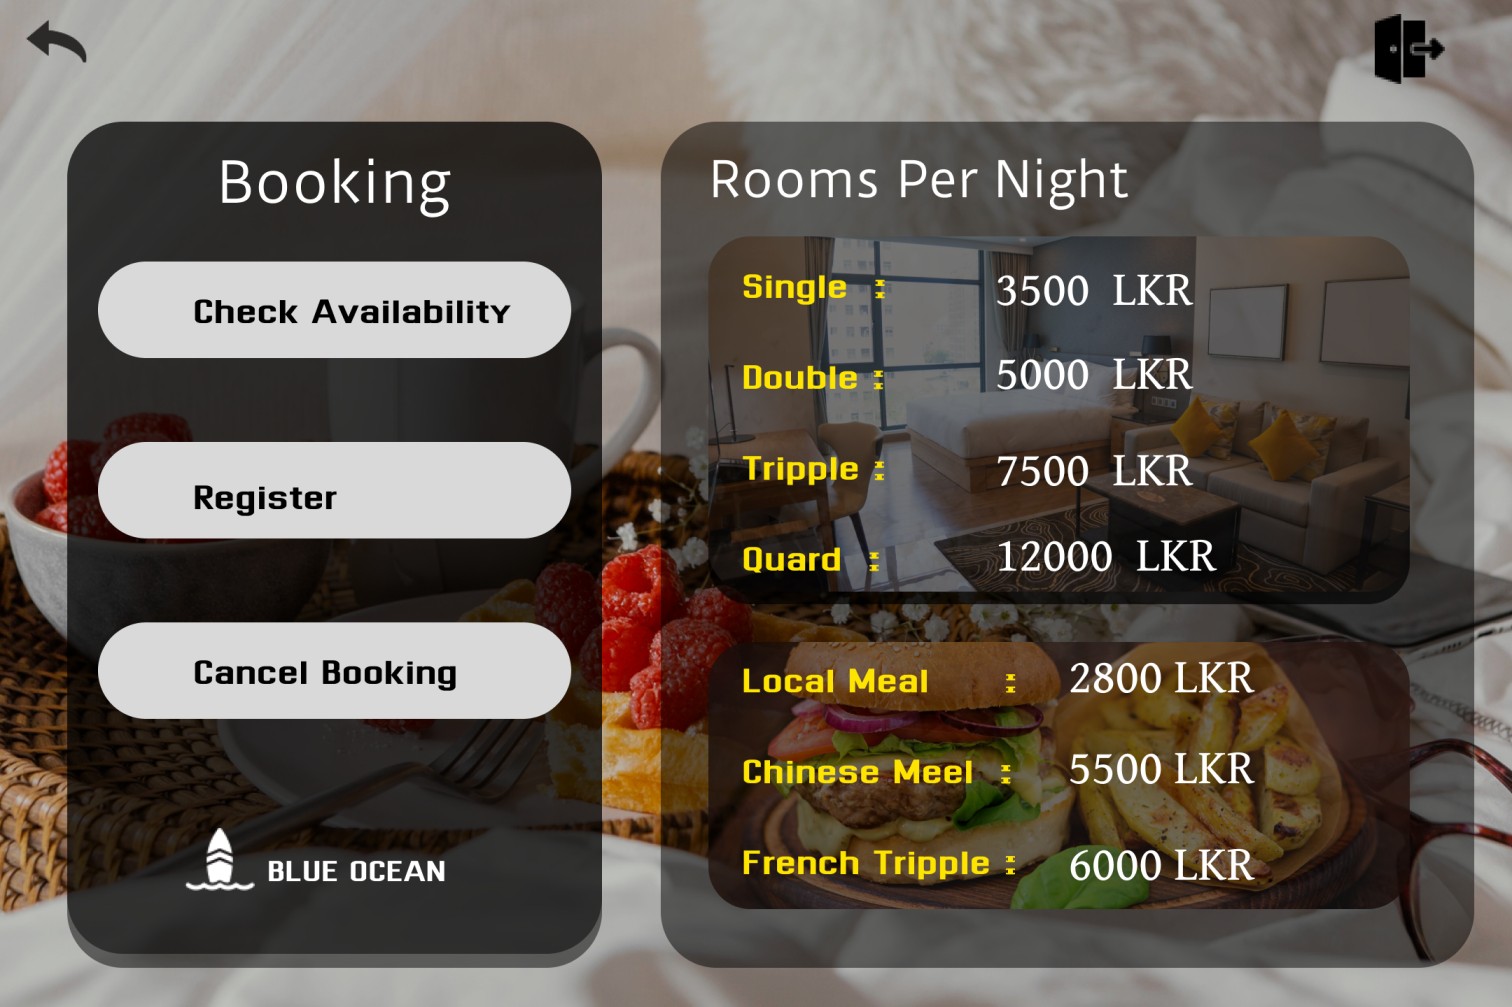 Booking
Check Availability
Register
Cancel Booking
BLUE OCEAN
Rooms Per Night
Single : 3500 LKR
Double : 5000 LKR
Tripple : 7500 LKR
Quard : 12000 LKR
Local Meal : 2800 LKR
Chinese Meel : 5500 LKR
French Tripple : 6000 LKR